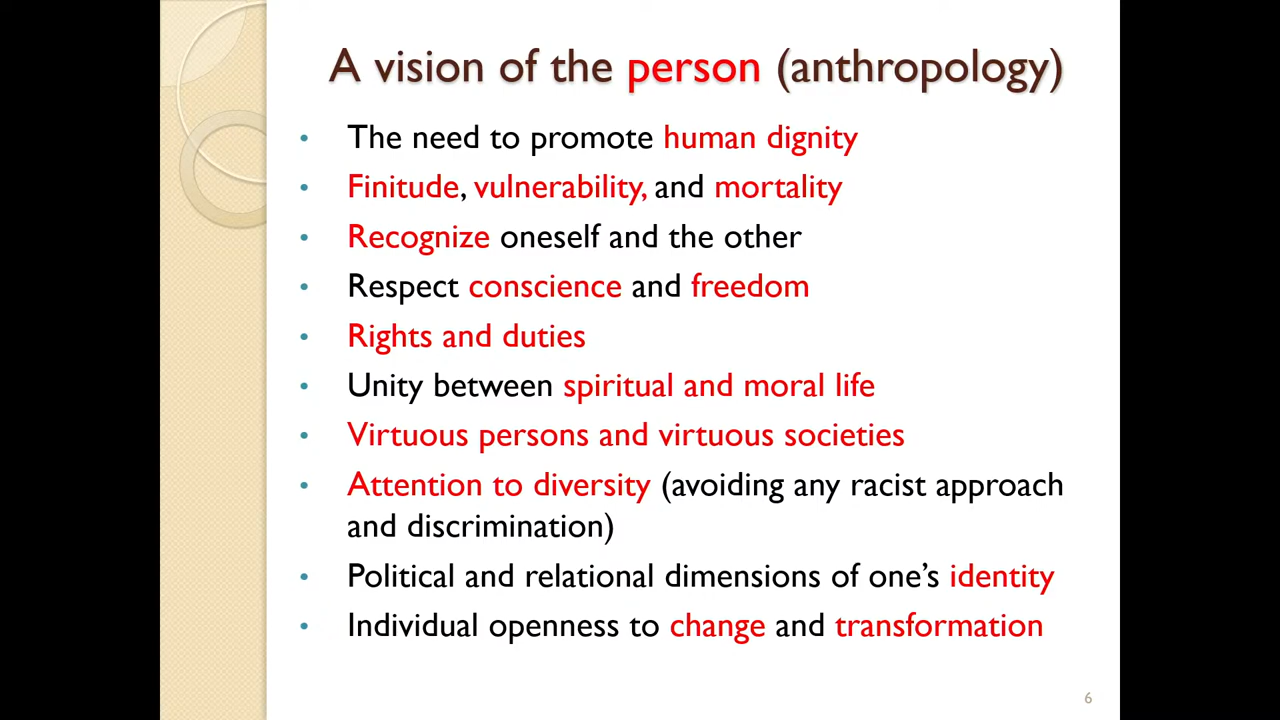 A vision of the person (anthropology)
• The need to promote human dignity
• Finitude, vulnerability, and mortality
• Recognize oneself and the other
• Respect conscience and freedom
• Rights and duties
• Unity between spiritual and moral life
• Virtuous persons and virtuous societies
• Attention to diversity (avoiding any racist approach
and discrimination)
• Political and relational dimensions of one’s identity
• Individual openness to change and transformation
6